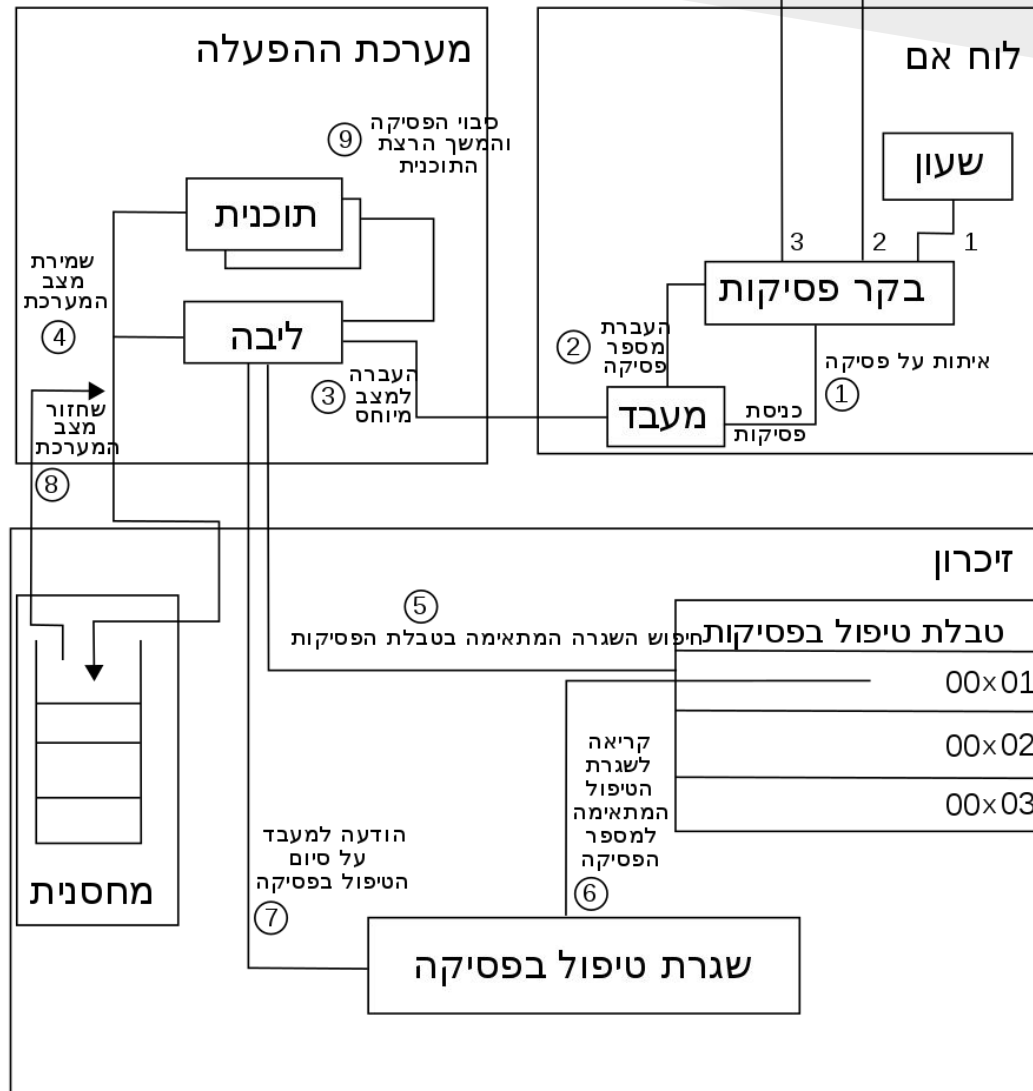 מערכת ההפעלה
כיבוי הפסיקה
והמשך הרצת
התוכנית
9
תוכנית
שמירת
מצב
המערכת
4
ליבה
העברה
למצב
מיוחס
3
שחזור
מצב
המערכת
8
לוח אם
שעון
3
2
1
בקר פסיקות
העברת
מספר
פסיקה
2
איתות על פסיקה
1
מעבד
כניסת
פסיקות
זיכרון
5
חיפוש השגרה המתאימה בטבלת הפסיקות
טבלת טיפול בפסיקות
00×01
00×02
00×03
קריאה
לשגרת
הטיפול
המתאימה
למספר
הפסיקה
6
הודעה למעבד
על סיום
הטיפול בפסיקה
7
מחסנית
שגרת טיפול בפסיקה